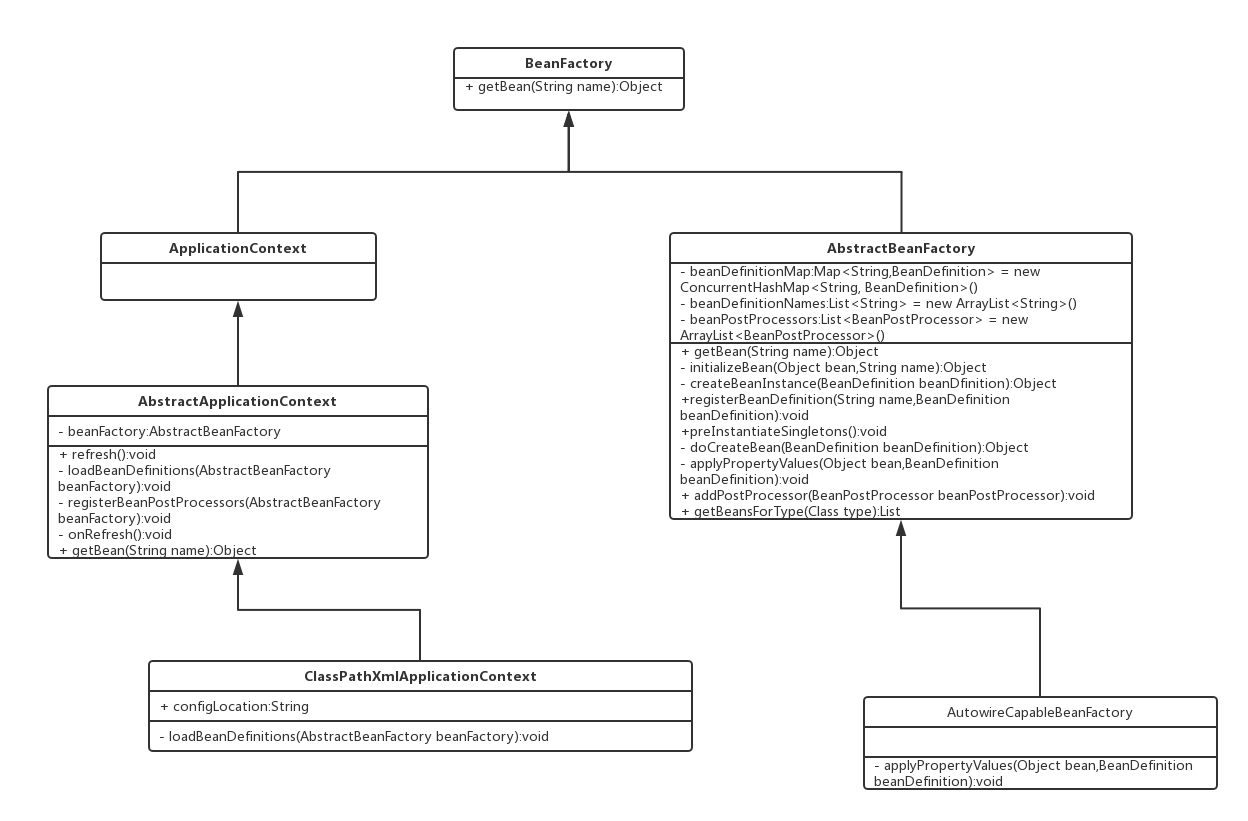 BeanFactory
+ getBean(String name):Object
ApplicationContext
AbstractBeanFactory
- beanDefinitionMap:Map<String,BeanDefinition> = new
ConcurrentHashMap<String, BeanDefinition>()
- beanDefinitionNames:List<String> = new ArrayList<String>()
- beanPostProcessors:List<BeanPostProcessor> = new
ArrayList<BeanPostProcessor>()
+ getBean(String name):Object
- initializeBean(Object bean,String name):Object
- createBeanInstance(BeanDefinition beanDfinition):Object
+registerBeanDefinition(String name,BeanDefinition
beanDefinition):void
+preInstantiateSingletons():void
- doCreateBean(BeanDefinition beanDefinition):Object
- applyPropertyValues(Object bean,BeanDefinition
beanDefinition):void
+ addPostProcessor(BeanPostProcessor beanPostProcessor):void
+ getBeansForType(Class type):List
AbstractApplicationContext
- beanFactory:AbstractBeanFactory
+ refresh():void
- loadBeanDefinitions(AbstractBeanFactory
beanFactory):void
- registerBeanPostProcessors(AbstractBeanFactory
beanFactory):void
- onRefresh():void
+ getBean(String name):Object
ClassPathXmlApplicationContext
+ configLocation:String
- loadBeanDefinitions(AbstractBeanFactory beanFactory):void
AutowireCapableBeanFactory
- applyPropertyValues(Object bean,BeanDefinition
beanDefinition):void